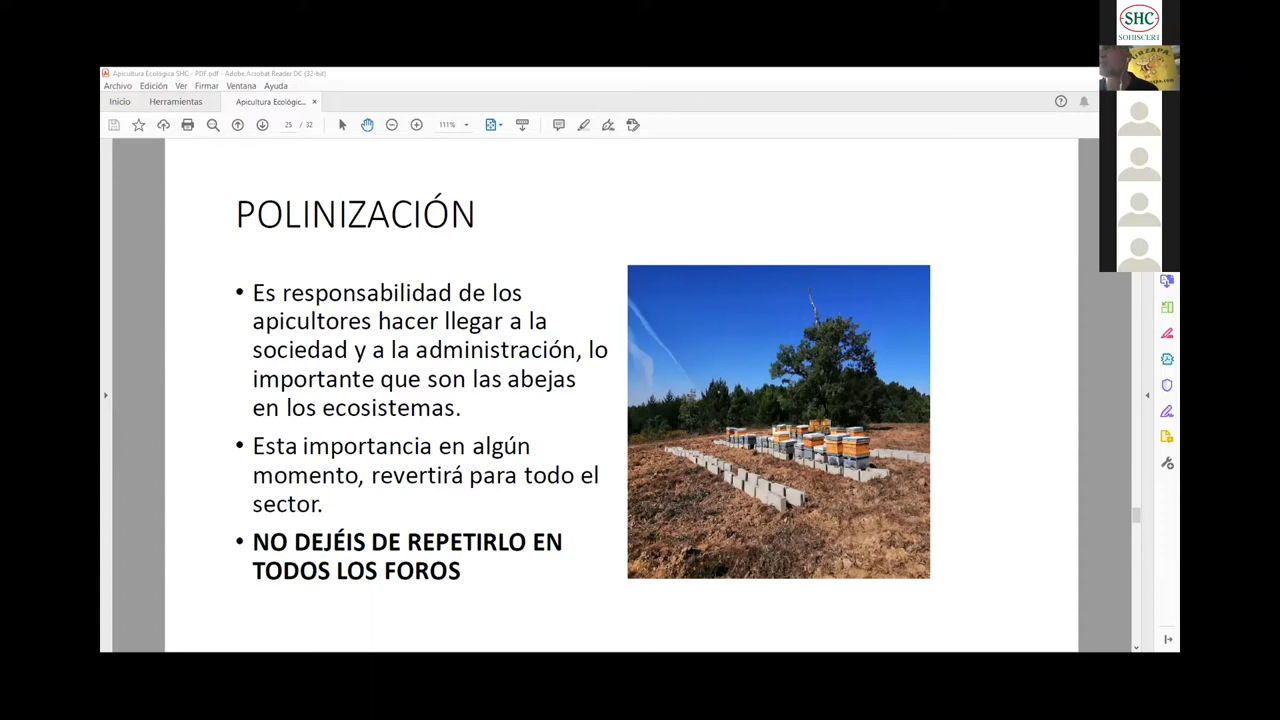 SHC
SOHISCERT
Apicultura Ecológica SHC - PDF.pdf - Adobe Acrobat Reader DC (32-bit)
Archivo Edición Ver Firmar Ventana Ayuda
Inicio Herramientas Apicultura Ecológic... ×
25 / 32 111%
POLINIZACIÓN
• Es responsabilidad de los
apicultores hacer llegar a la
sociedad y a la administración, lo
importante que son las abejas
en los ecosistemas.
• Esta importancia en algún
momento, revertirá para todo el
sector.
• NO DEJÉIS DE REPETIRLO EN
TODOS LOS FOROS